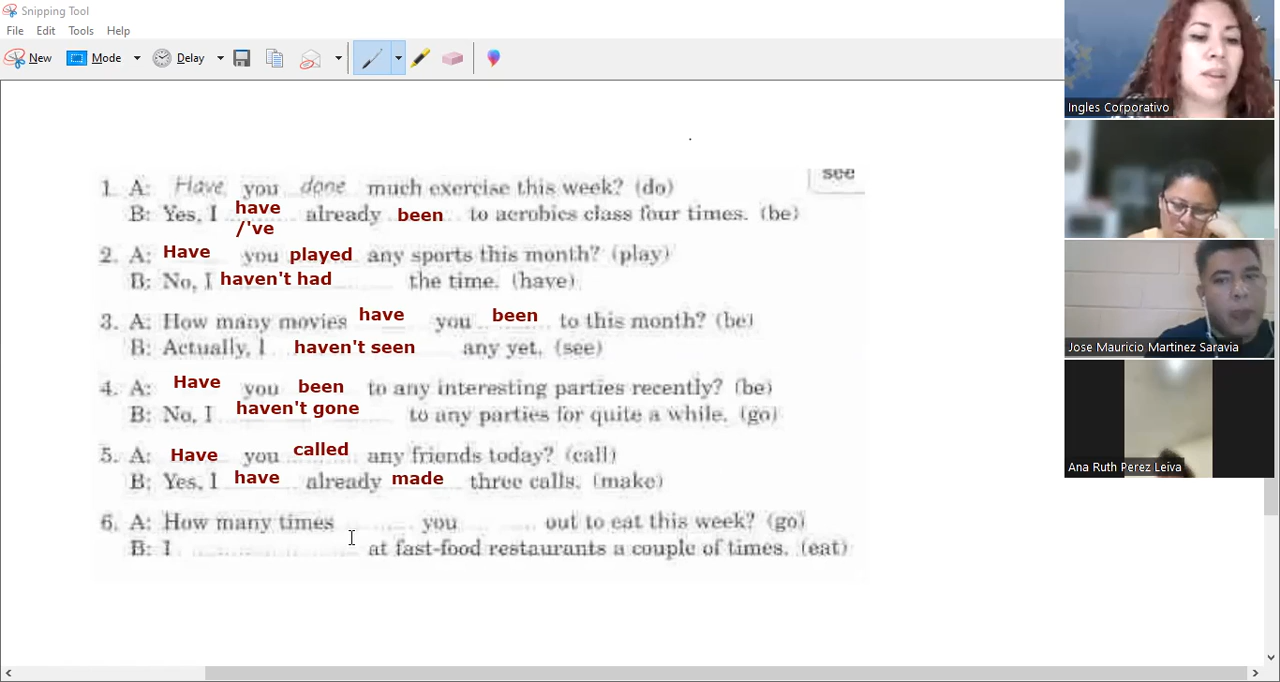 Snipping Tool
File Edit Tools Help
New Mode Delay
see
1. A: Have you done much exercise this week? (do)
B: Yes, I have /'ve already been to aerobics class four times. (be)
2. A: Have you played any sports this month? (play)
B: No, I haven't had the time. (have)
3. A: How many movies have you been to this month? (be)
B: Actually, I haven't seen any yet. (see)
4. A: Have you been to any interesting parties recently? (be)
B: No, I haven't gone to any parties for quite a while. (go)
5. A: Have you called any friends today? (call)
B: Yes, I have already made three calls. (make)
6. A: How many times you out to eat this week? (go)
B: I at fast-food restaurants a couple of times. (eat)
Ingles Corporativo
Jose Mauricio Martinez Saravia
Ana Ruth Perez Leiva